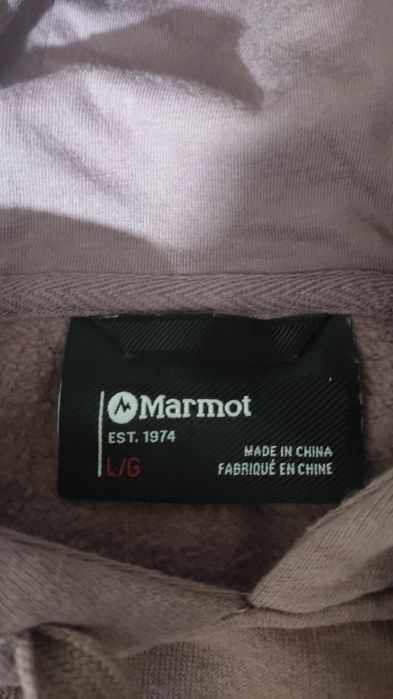 Marmot
EST. 1974
L/G
MADE IN CHINA
FABRIQUÉ EN CHINE